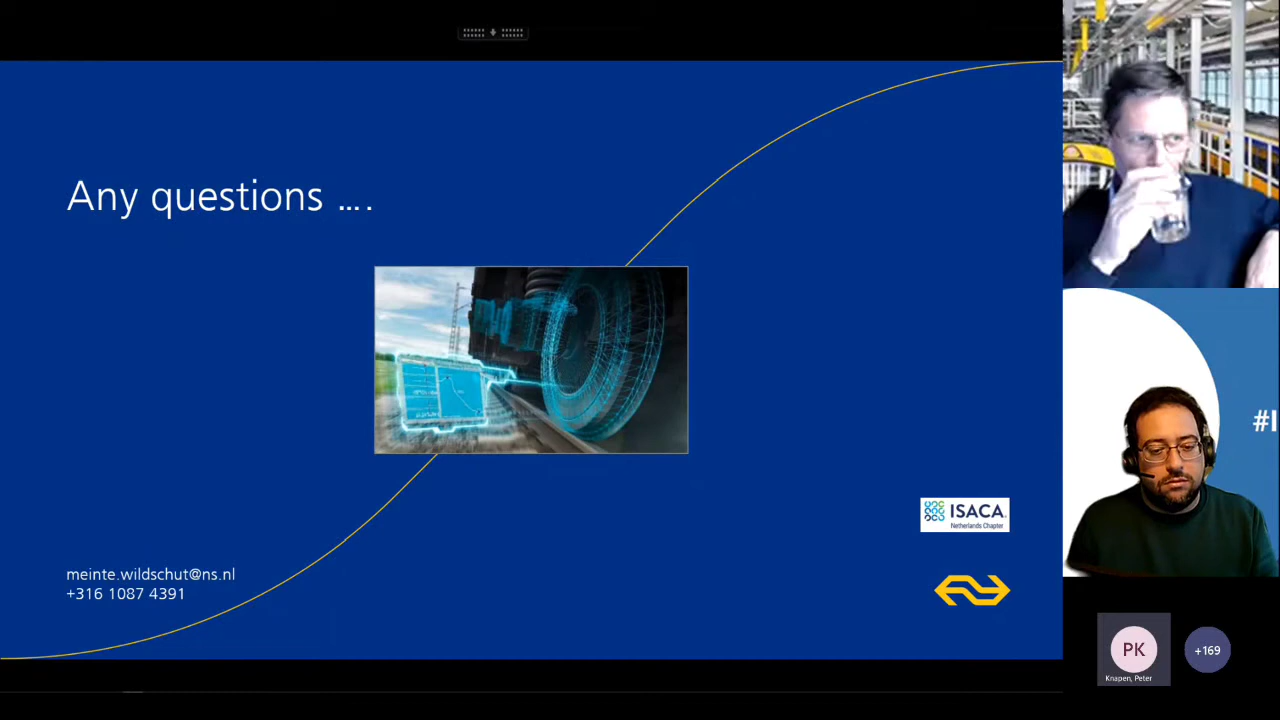 Any questions ....
ISACA.
Netherlands Chapter
meinte.wildschut@ns.nl
+316 1087 4391
#I
PK
Knapen, Peter
+169